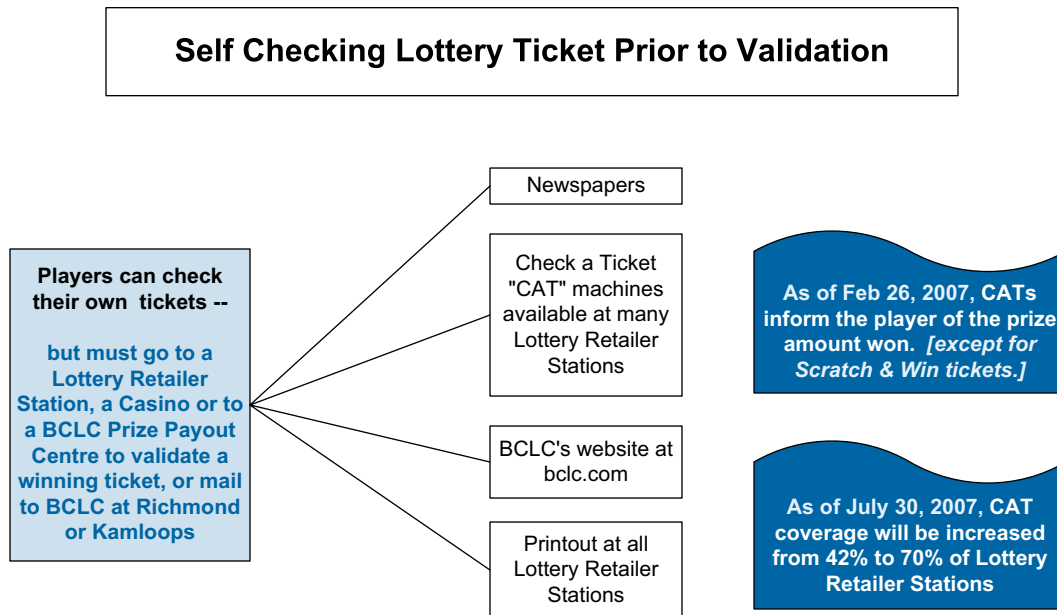 Self Checking Lottery Ticket Prior to Validation
Players can check
their own tickets --
but must go to a
Lottery Retailer
Station, a Casino or to
a BCLC Prize Payout
Centre to validate a
winning ticket, or mail
to BCLC at Richmond
or Kamloops
Newspapers
Check a Ticket
"CAT" machines
available at many
Lottery Retailer
Stations
BCLC's website at
bclc.com
Printout at all
Lottery Retailer
Stations
As of Feb 26, 2007, CATs
inform the player of the prize
amount won. [except for
Scratch & Win tickets.]
As of July 30, 2007, CAT
coverage will be increased
from 42% to 70% of Lottery
Retailer Stations